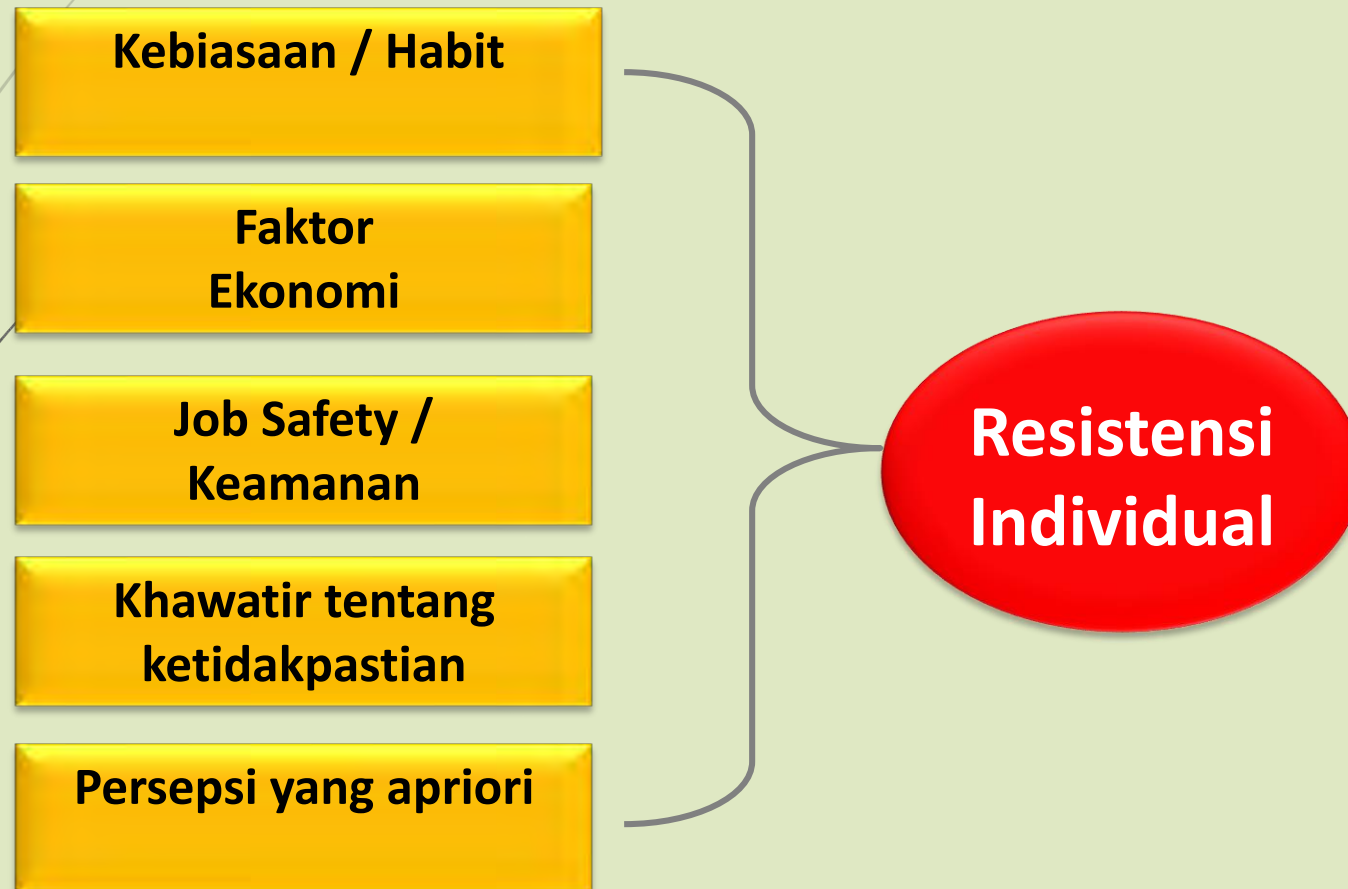 Kebiasaan / Habit
Faktor
Ekonomi
Job Safety /
Keamanan
Khawatir tentang
ketidakpastian
Persepsi yang apriori
Resistensi
Individual